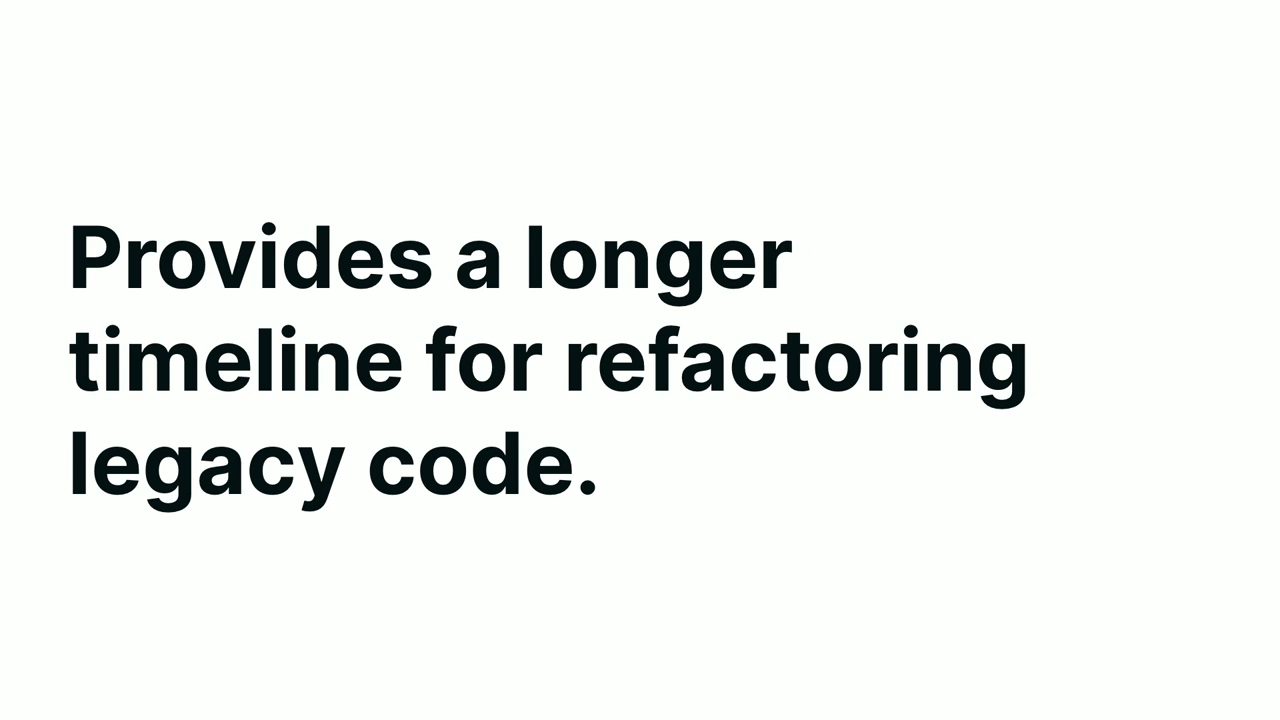 Provides a longer
timeline for refactoring
legacy code.